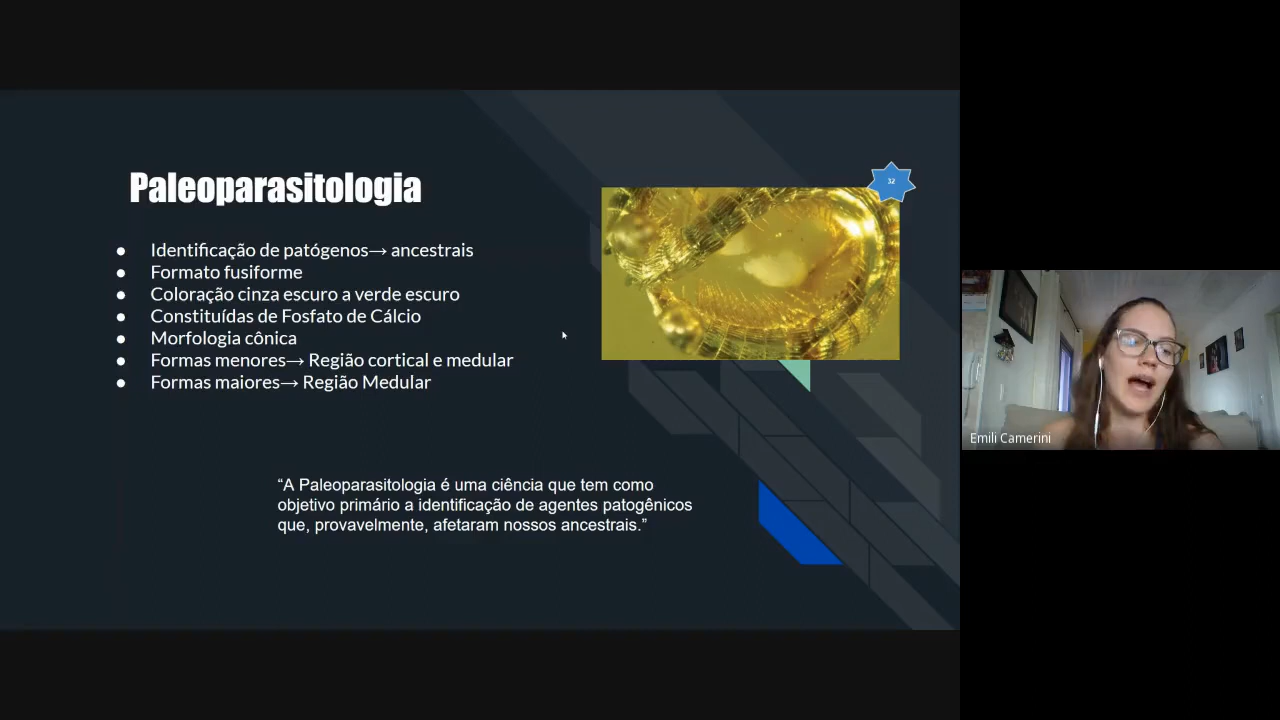 Paleoparasitologia
32
● Identificação de patógenos→ ancestrais
● Formato fusiforme
● Coloração cinza escuro a verde escuro
● Constituídas de Fosfato de Cálcio
● Morfologia cônica
● Formas menores→ Região cortical e medular
● Formas maiores→ Região Medular
“A Paleoparasitologia é uma ciência que tem como
objetivo primário a identificação de agentes patogênicos
que, provavelmente, afetaram nossos ancestrais.”
Emili Camerini